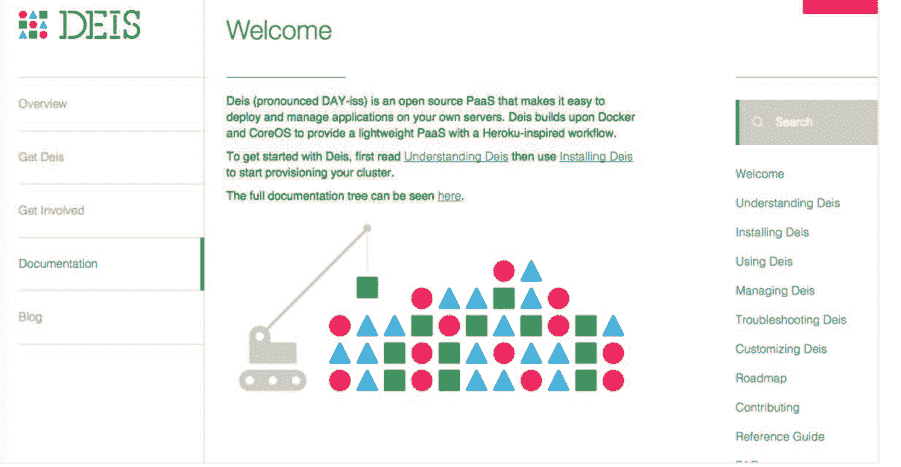 DEIS
Overview
Get Deis
Get Involved
Documentation
Blog
Welcome
Deis (pronounced DAY-iss) is an open source PaaS that makes it easy to
deploy and manage applications on your own servers. Deis builds upon Docker
and CoreOS to provide a lightweight PaaS with a Heroku-inspired workflow.
To get started with Deis, first read Understanding Deis then use Installing Deis
to start provisioning your cluster.
The full documentation tree can be seen here.
Search
Welcome
Understanding Deis
Installing Deis
Using Deis
Managing Deis
Troubleshooting Deis
Customizing Deis
Roadmap
Contributing
Reference Guide